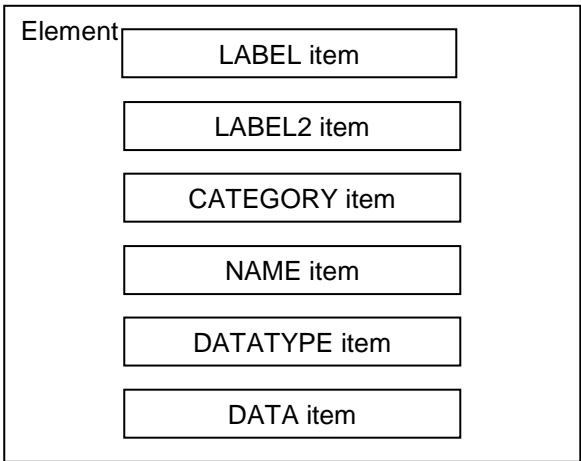 Element
LABEL item
LABEL2 item
CATEGORY item
NAME item
DATATYPE item
DATA item